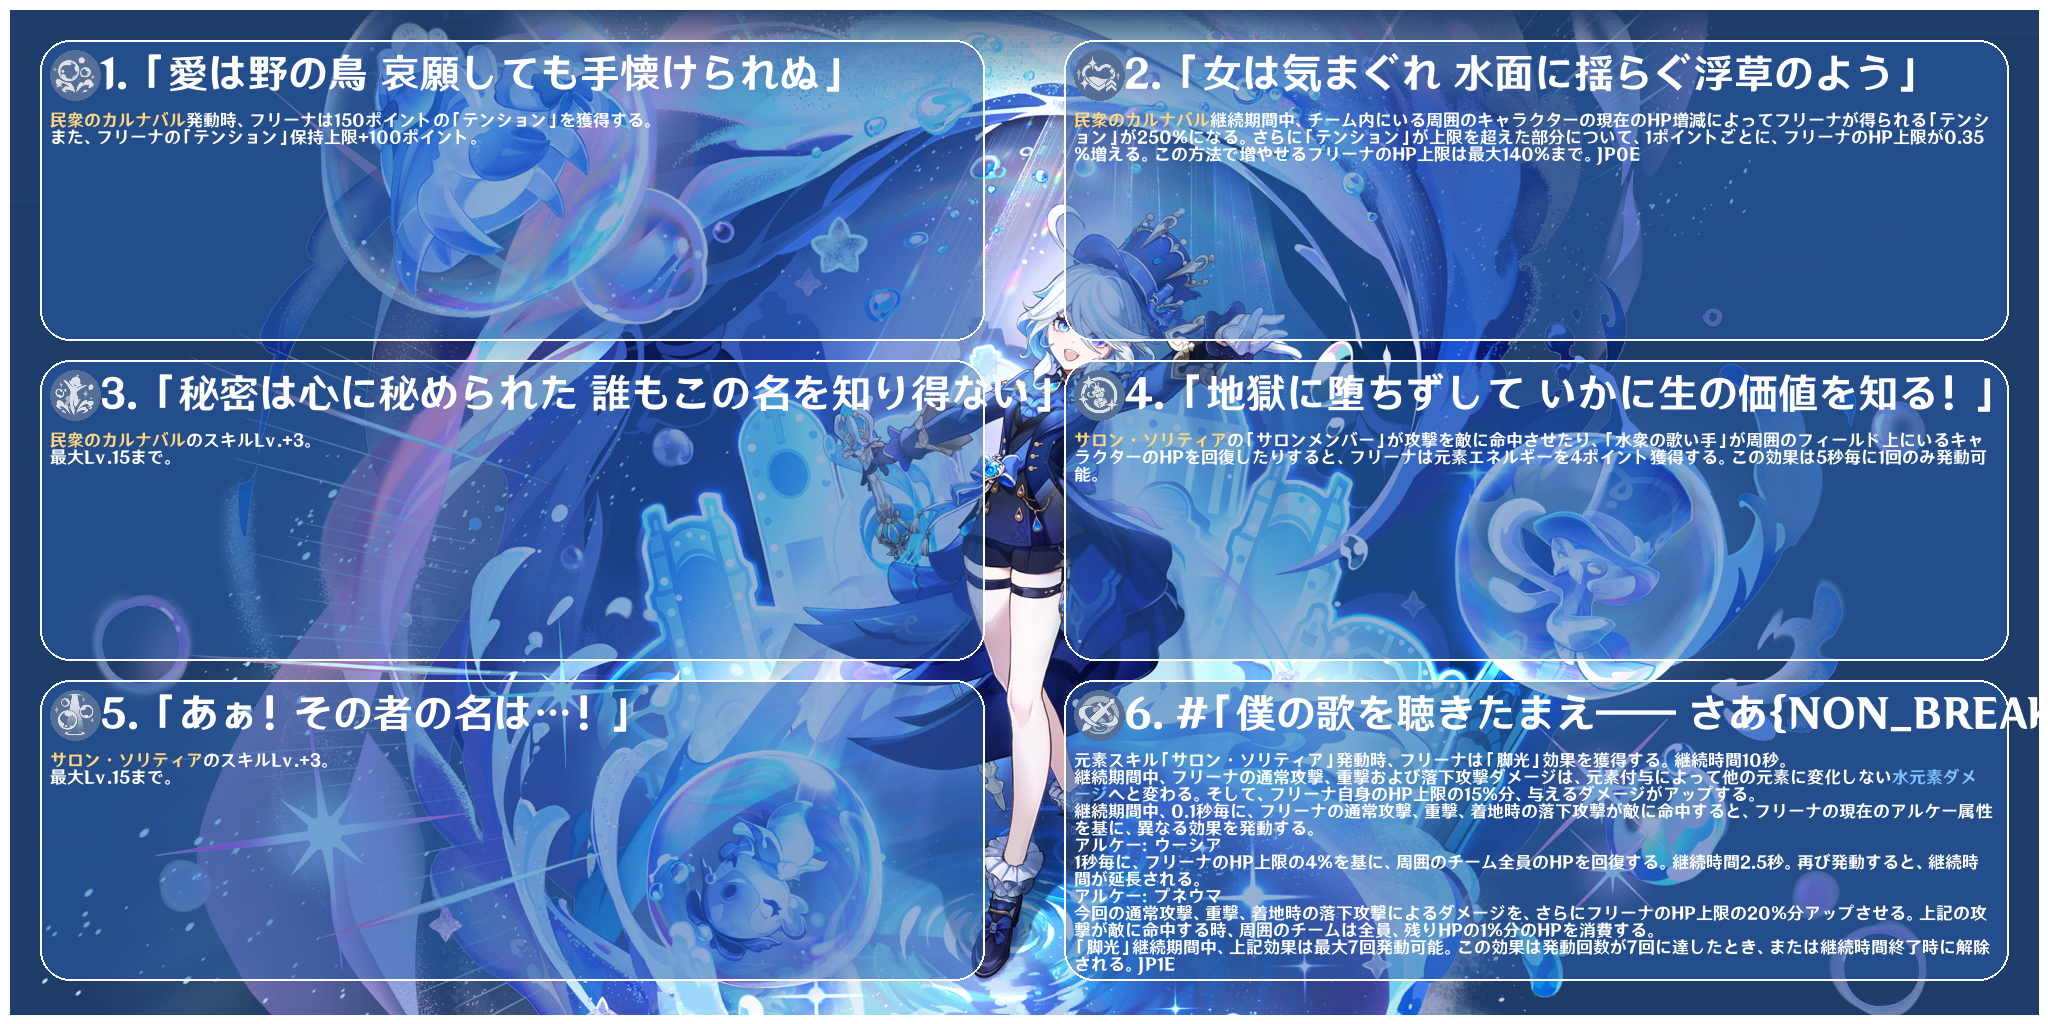 1.「愛は野の鳥 哀願しても手懐けられぬ」
民衆のカルナバル発動時、フリーナは150ポイントの「テンション」を獲得する。
また、フリーナの「テンション」保持上限+100ポイント。
2.「女は気まぐれ 水面に揺らぐ浮草のよう」
民衆のカルナバル継続期間中、チーム内にいる周囲のキャラクターの現在のHP増減によってフリーナが得られる「テンシ
ョン」が250%になる。さらに「テンション」が上限を超えた部分について、1ポイントごとに、フリーナのHP上限が0.35
%増える。この方法で増やせるフリーナのHP上限は最大140%まで。JP0E
3.「秘密は心に秘められた 誰もこの名を知り得ない」
民衆のカルナバルのスキルLv.+3。
最大Lv.15まで。
4.「地獄に堕ちずして いかに生の価値を知る！」
サロン・ソリティアの「サロンメンバー」が攻撃を敵に命中させたり、「水衆の歌い手」が周囲のフィールド上にいるキャ
ラクターのHPを回復したりすると、フリーナは元素エネルギーを4ポイント獲得する。この効果は5秒毎に1回のみ発動可
能。
5.「あぁ！その者の名は…！」
サロン・ソリティアのスキルLv.+3。
最大Lv.15まで。
6. #「僕の歌を聴きたまえ—— さあ{NON_BREAK
元素スキル「サロン・ソリティア」発動時、フリーナは「脚光」効果を獲得する。継続時間10秒。
継続期間中、フリーナの通常攻撃、重撃および落下攻撃ダメージは、元素付与によって他の元素に変化しない水元素ダメ
ージへと変わる。そして、フリーナ自身のHP上限の15%分、与えるダメージがアップする。
継続期間中、0.1秒毎に、フリーナの通常攻撃、重撃、着地時の落下攻撃が敵に命中すると、フリーナの現在のアルケー属性
を基に、異なる効果を発動する。
アルケー: ウーシア
1秒毎に、フリーナのHP上限の4%を基に、周囲のチーム全員のHPを回復する。継続時間2.5秒。再び発動すると、継続時
間が延長される。
アルケー: プネウマ
今回の通常攻撃、重撃、着地時の落下攻撃によるダメージを、さらにフリーナのHP上限の20%分アップさせる。上記の攻
撃が敵に命中する時、周囲のチームは全員、残りHPの1%分のHPを消費する。
「脚光」継続期間中、上記効果は最大7回発動可能。この効果は発動回数が7回に達したとき、または継続時間終了時に解除
される。JP1E